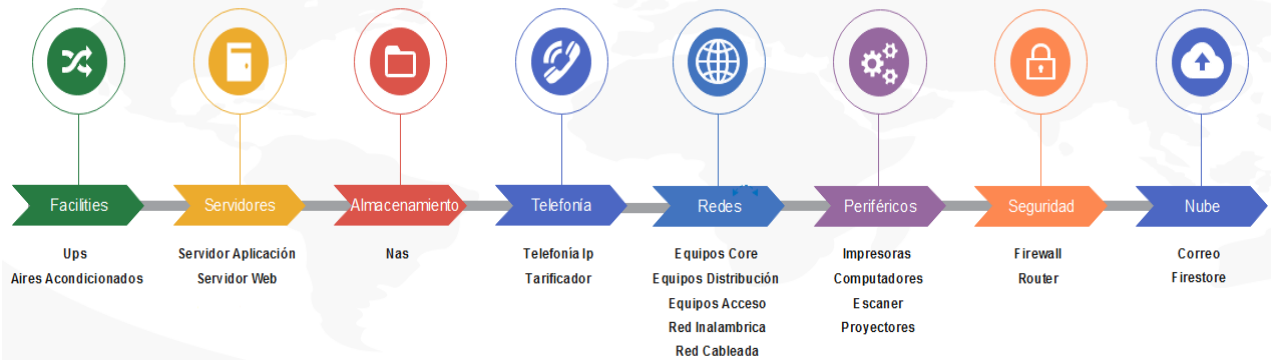 Facilities
Ups
Aires Acondicionados
Servidores
Servidor Aplicación
Servidor Web
Almacenamiento
Nas
Telefonía
Telefonía Ip
Tarificador
Redes
Equipos Core
Equipos Distribución
Equipos Acceso
Red Inalambrica
Red Cableada
Periféricos
Impresoras
Computadores
Escaner
Proyectores
Seguridad
Firewall
Router
Nube
Correo
Firestore